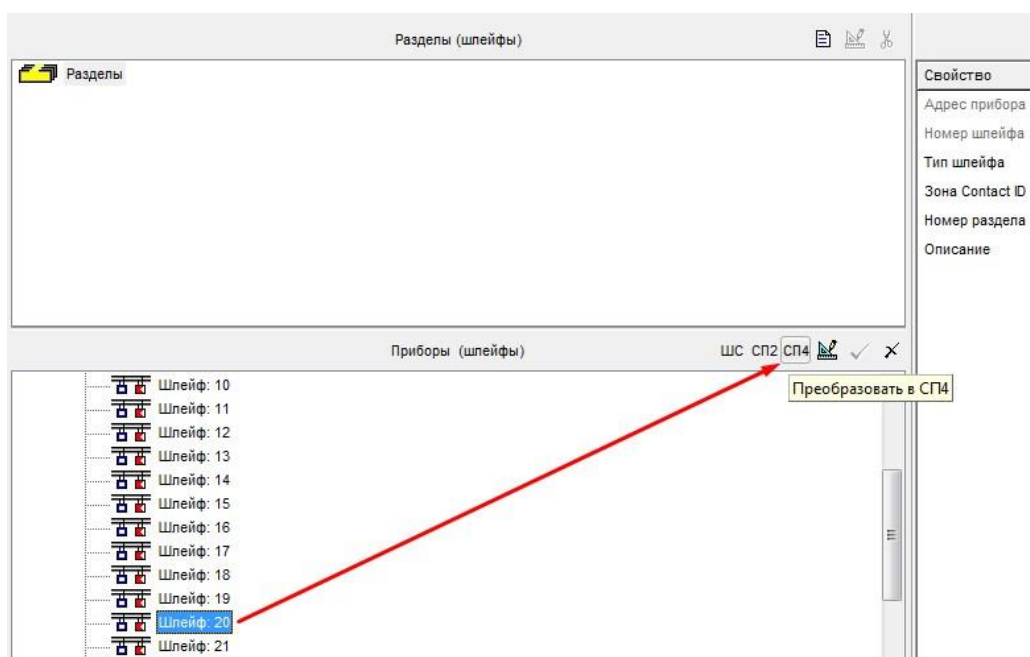 Разделы (шлейфы)
Разделы
Свойство
Адрес прибора
Номер шлейфа
Тип шлейфа
Зона Contact ID
Номер раздела
Описание
Приборы (шлейфы)
ШС СП2 СП4
Преобразовать в СП4
Шлейф: 10
Шлейф: 11
Шлейф: 12
Шлейф: 13
Шлейф: 14
Шлейф: 15
Шлейф: 16
Шлейф: 17
Шлейф: 18
Шлейф: 19
Шлейф: 20
Шлейф: 21